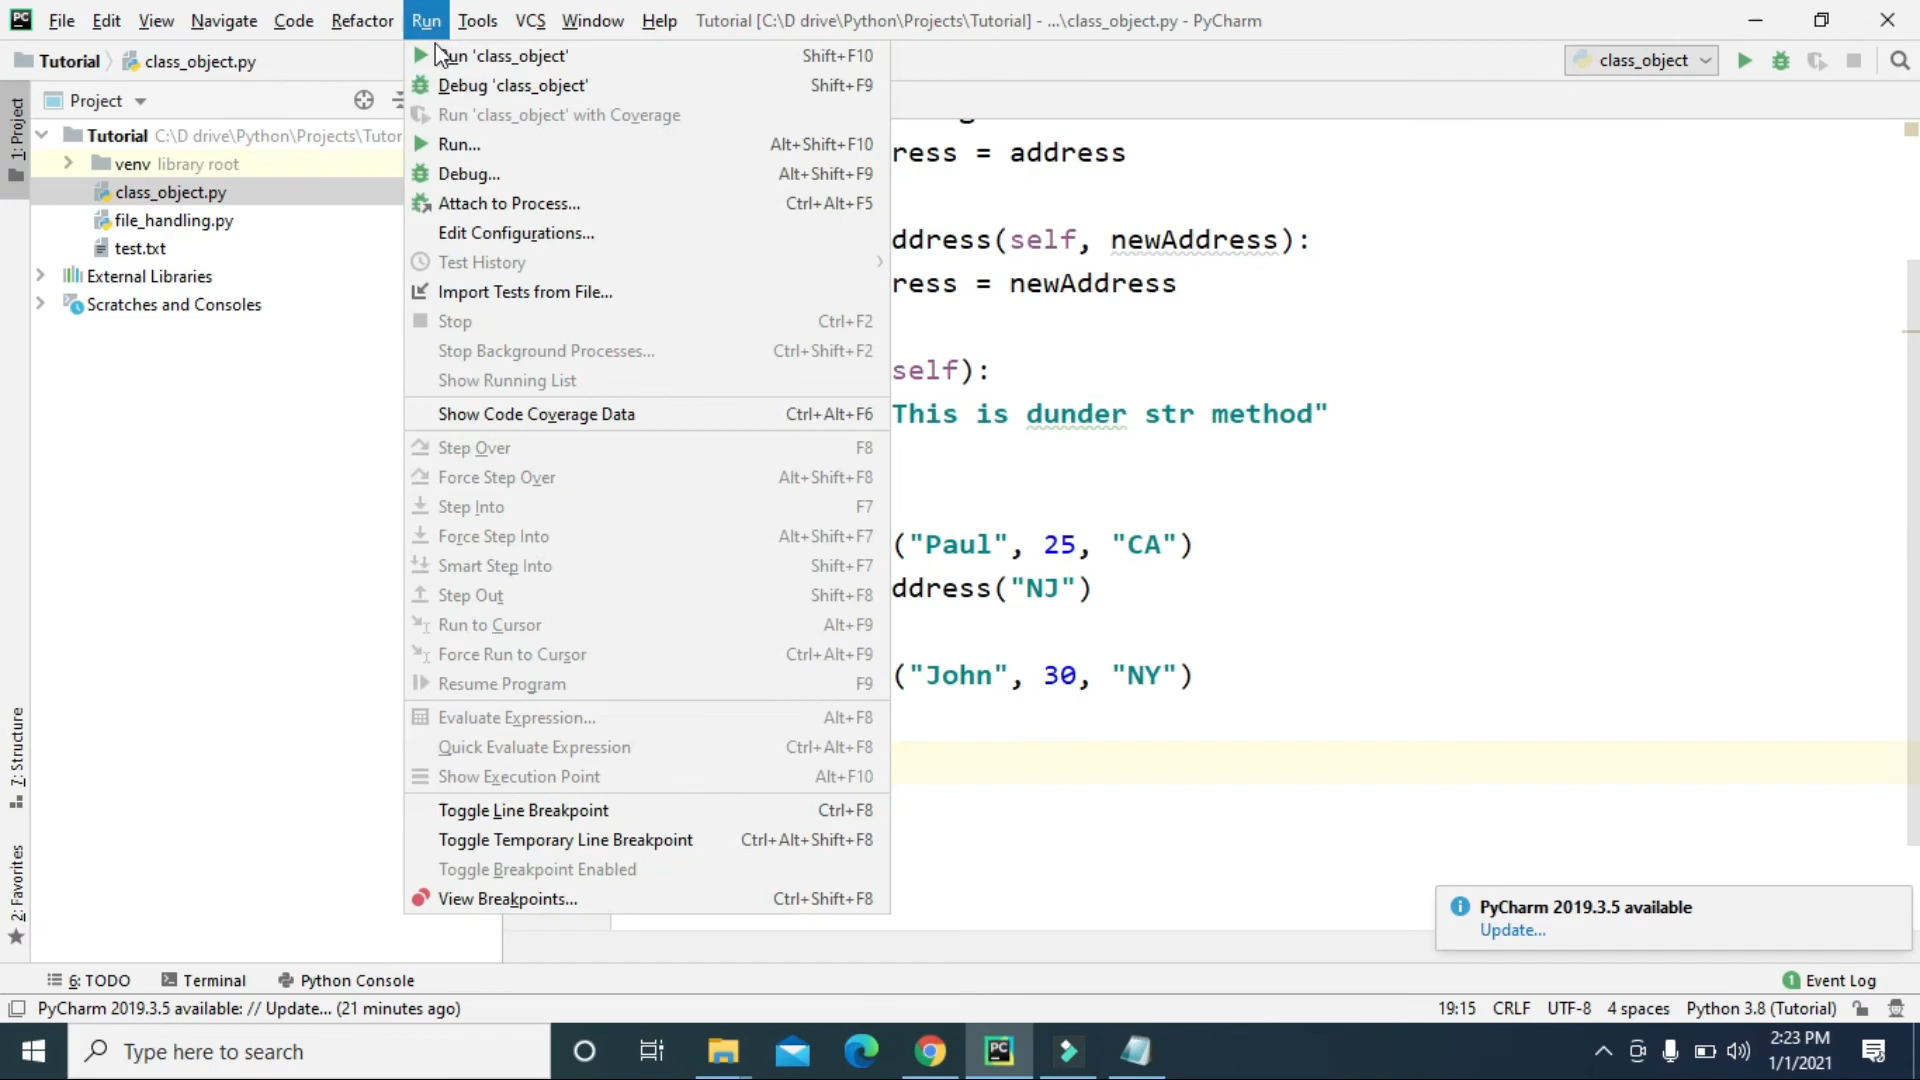 PC File Edit View Navigate Code Refactor Run Tools VCS Window Help Tutorial [C:\D drive\Python\Projects\Tutorial] - ...\class_object.py - PyCharm
Tutorial class_object.py
class_object
1: Project
Project
Tutorial C:\D drive\Python\Projects\Tutor
venv library root
class_object.py
file_handling.py
test.txt
External Libraries
Scratches and Consoles
7: Structure
2: Favorites
Run 'class_object' Shift+F10
Debug 'class_object' Shift+F9
Run 'class_object' with Coverage
Run... Alt+Shift+F10
Debug... Alt+Shift+F9
Attach to Process... Ctrl+Alt+F5
Edit Configurations...
Test History
Import Tests from File...
Stop Ctrl+F2
Stop Background Processes... Ctrl+Shift+F2
Show Running List
Show Code Coverage Data Ctrl+Alt+F6
Step Over F8
Force Step Over Alt+Shift+F8
Step Into F7
Force Step Into Alt+Shift+F7
Smart Step Into Shift+F7
Step Out Shift+F8
Run to Cursor Alt+F9
Force Run to Cursor Ctrl+Alt+F9
Resume Program F9
Evaluate Expression... Alt+F8
Quick Evaluate Expression Ctrl+Alt+F8
Show Execution Point Alt+F10
Toggle Line Breakpoint Ctrl+F8
Toggle Temporary Line Breakpoint Ctrl+Alt+Shift+F8
Toggle Breakpoint Enabled
View Breakpoints... Ctrl+Shift+F8
ress = address
ddress(self, newAddress):
ress = newAddress
self):
This is dunder str method"
("Paul", 25, "CA")
ddress("NJ")
("John", 30, "NY")
PyCharm 2019.3.5 available
Update...
6: TODO Terminal Python Console 1 Event Log
PyCharm 2019.3.5 available: // Update... (21 minutes ago) 19:15 CRLF UTF-8 4 spaces Python 3.8 (Tutorial)
Type here to search PC 2:23 PM
1/1/2021